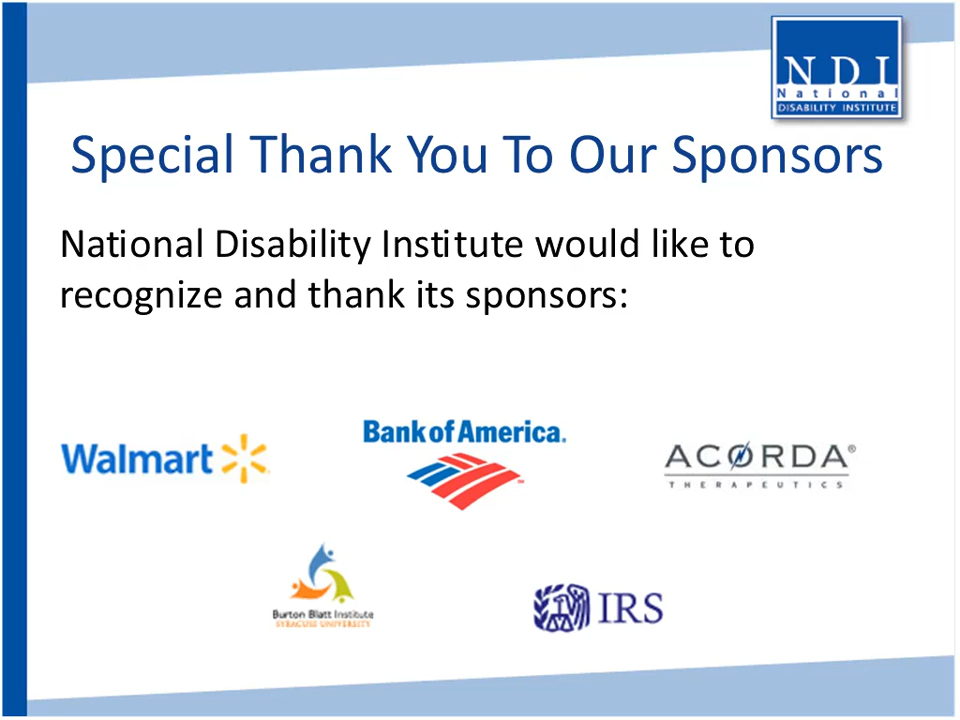 NDI
National
DISABILITY INSTITUTE
Special Thank You To Our Sponsors
National Disability Institute would like to
recognize and thank its sponsors:
Walmart
Bank of America.
ACORDA®
THERAPEUTICS
Burton Blatt Institute
SYRACUSE UNIVERSITY
IRS